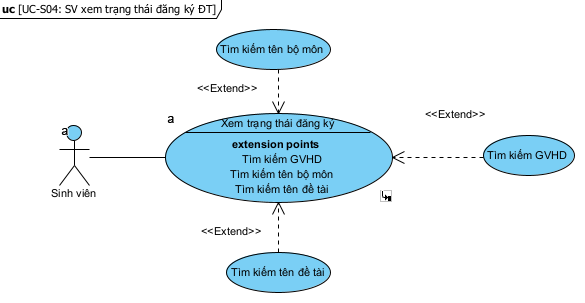 uc [UC-S04: SV xem trạng thái đăng ký ĐT]
Tìm kiếm tên bộ môn
<<Extend>>
a
Xem trạng thái đăng ký
extension points
Tìm kiếm GVHD
Tìm kiếm tên bộ môn
Tìm kiếm tên đề tài
<<Extend>>
Tìm kiếm GVHD
a
Sinh viên
<<Extend>>
Tìm kiếm tên đề tài